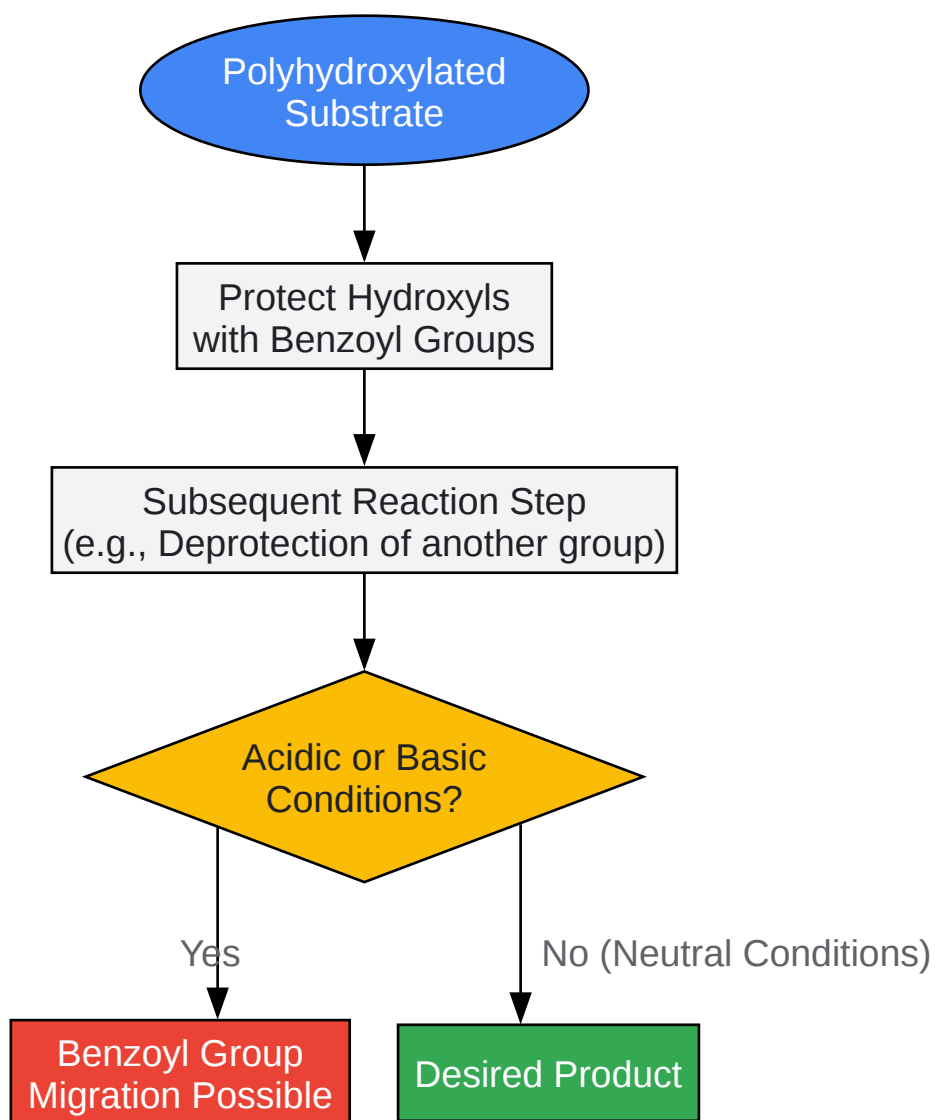 Polyhydroxylated
Substrate
Protect Hydroxyls
with Benzoyl Groups
Subsequent Reaction Step
(e.g., Deprotection of another group)
Acidic or Basic
Conditions?
Yes
No (Neutral Conditions)
Benzoyl Group
Migration Possible
Desired Product